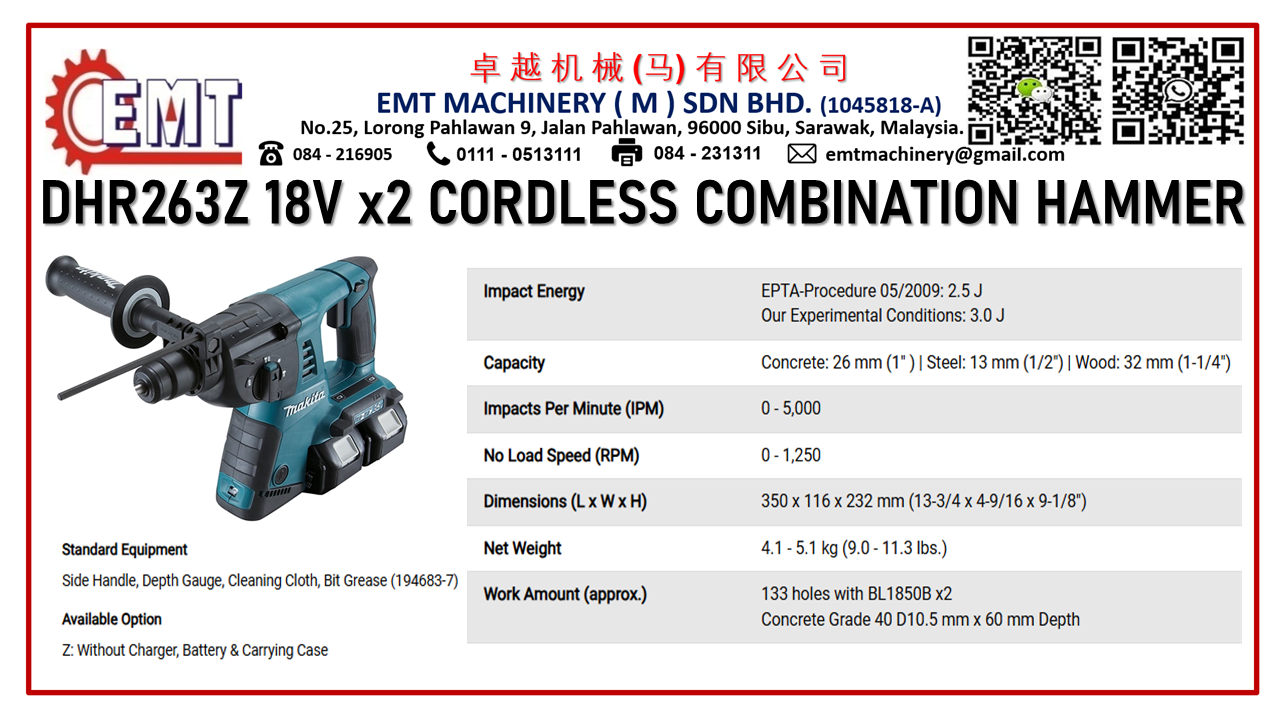 EMT
卓越机械(马)有限公司
EMT MACHINERY ( M ) SDN BHD. (1045818-A)
No.25, Lorong Pahlawan 9, Jalan Pahlawan, 96000 Sibu, Sarawak, Malaysia.
084 - 216905 0111 - 0513111 084 - 231311 emtmachinery@gmail.com
DHR263Z 18V x2 CORDLESS COMBINATION HAMMER
makita
makita
Impact Energy EPTA-Procedure 05/2009: 2.5 J
Our Experimental Conditions: 3.0 J
Capacity Concrete: 26 mm (1" ) | Steel: 13 mm (1/2") | Wood: 32 mm (1-1/4")
Impacts Per Minute (IPM) 0 - 5,000
No Load Speed (RPM) 0 - 1,250
Dimensions (L x W x H) 350 x 116 x 232 mm (13-3/4 x 4-9/16 x 9-1/8")
Net Weight 4.1 - 5.1 kg (9.0 - 11.3 lbs.)
Work Amount (approx.) 133 holes with BL1850B x2
Concrete Grade 40 D10.5 mm x 60 mm Depth
Standard Equipment
Side Handle, Depth Gauge, Cleaning Cloth, Bit Grease (194683-7)
Available Option
Z: Without Charger, Battery & Carrying Case